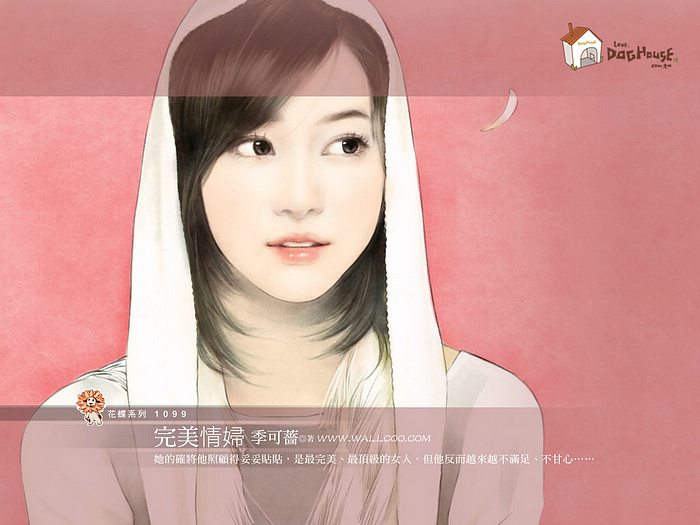 LOVE.
DOGHOUSE
花蝶系列 1099
完美情婦 季可薔◎著 WWW.WALLCOO.COM
她的確將他照顧得妥妥貼貼，是最完美、最頂級的女人，但他反而越來越不滿足、不甘心……